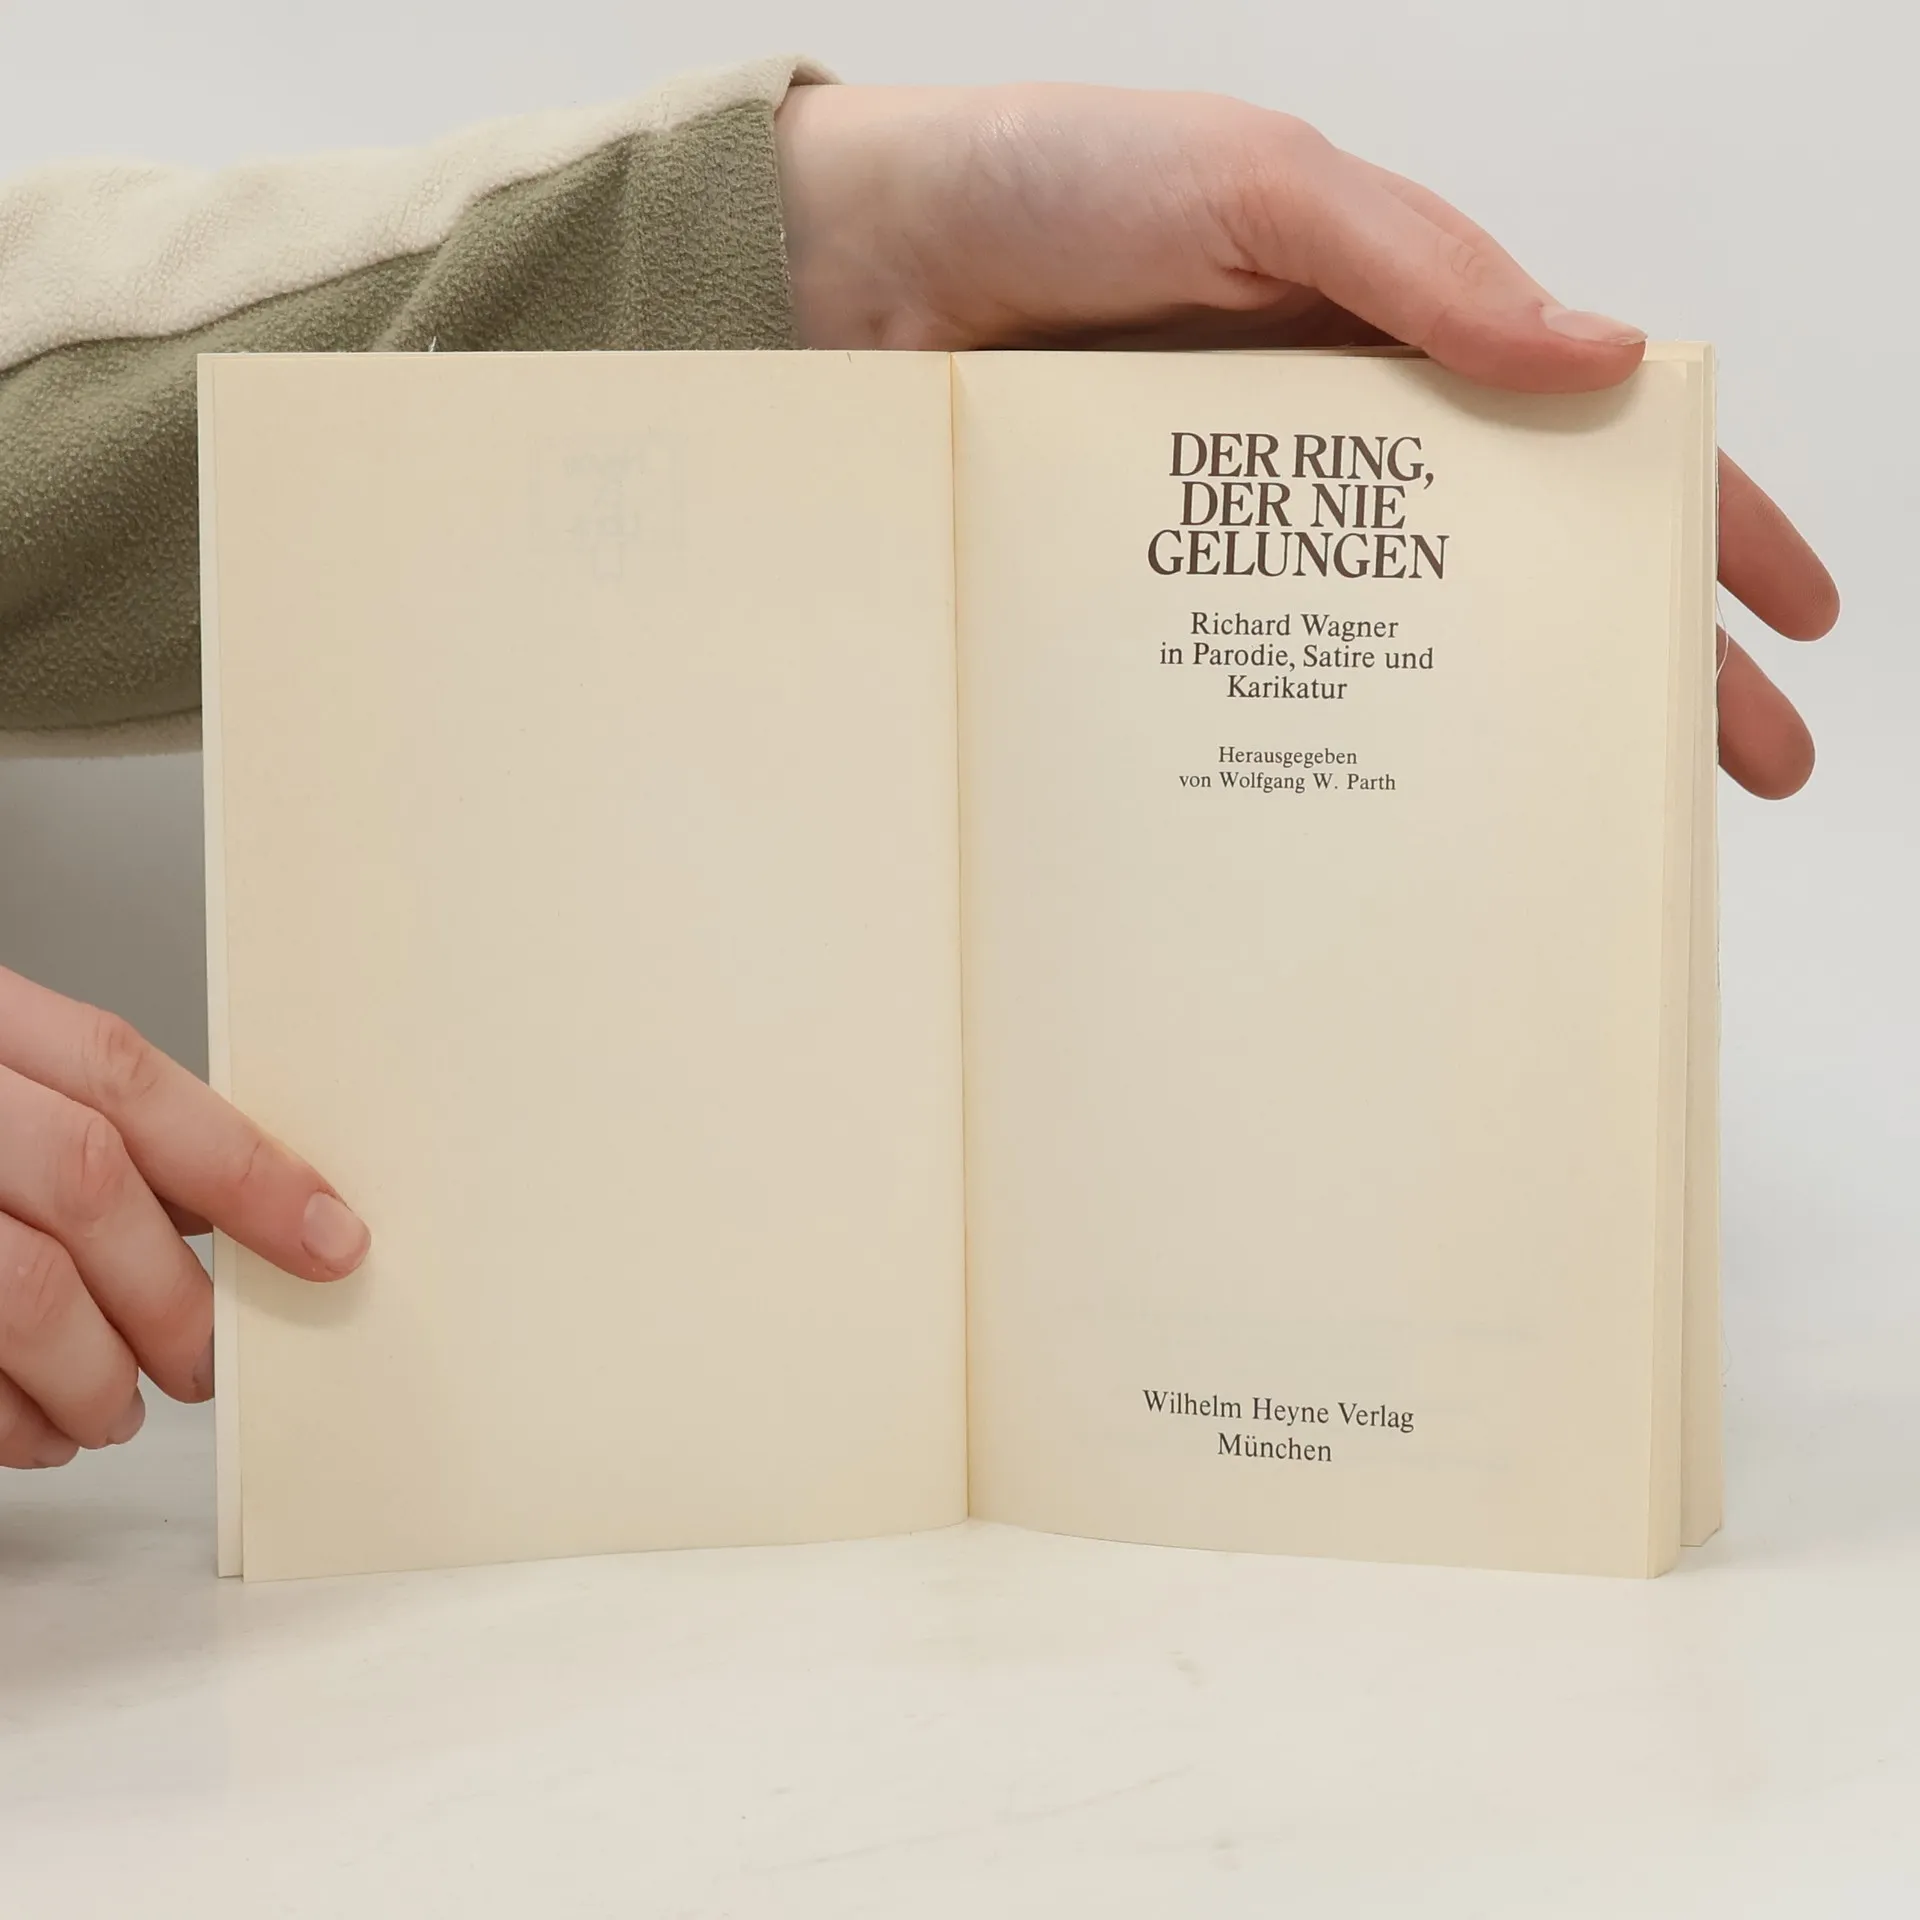 DER RING,
DER NIE
GELUNGEN
Richard Wagner
in Parodie, Satire und
Karikatur
Herausgegeben
von Wolfgang W. Parth
Wilhelm Heyne Verlag
München